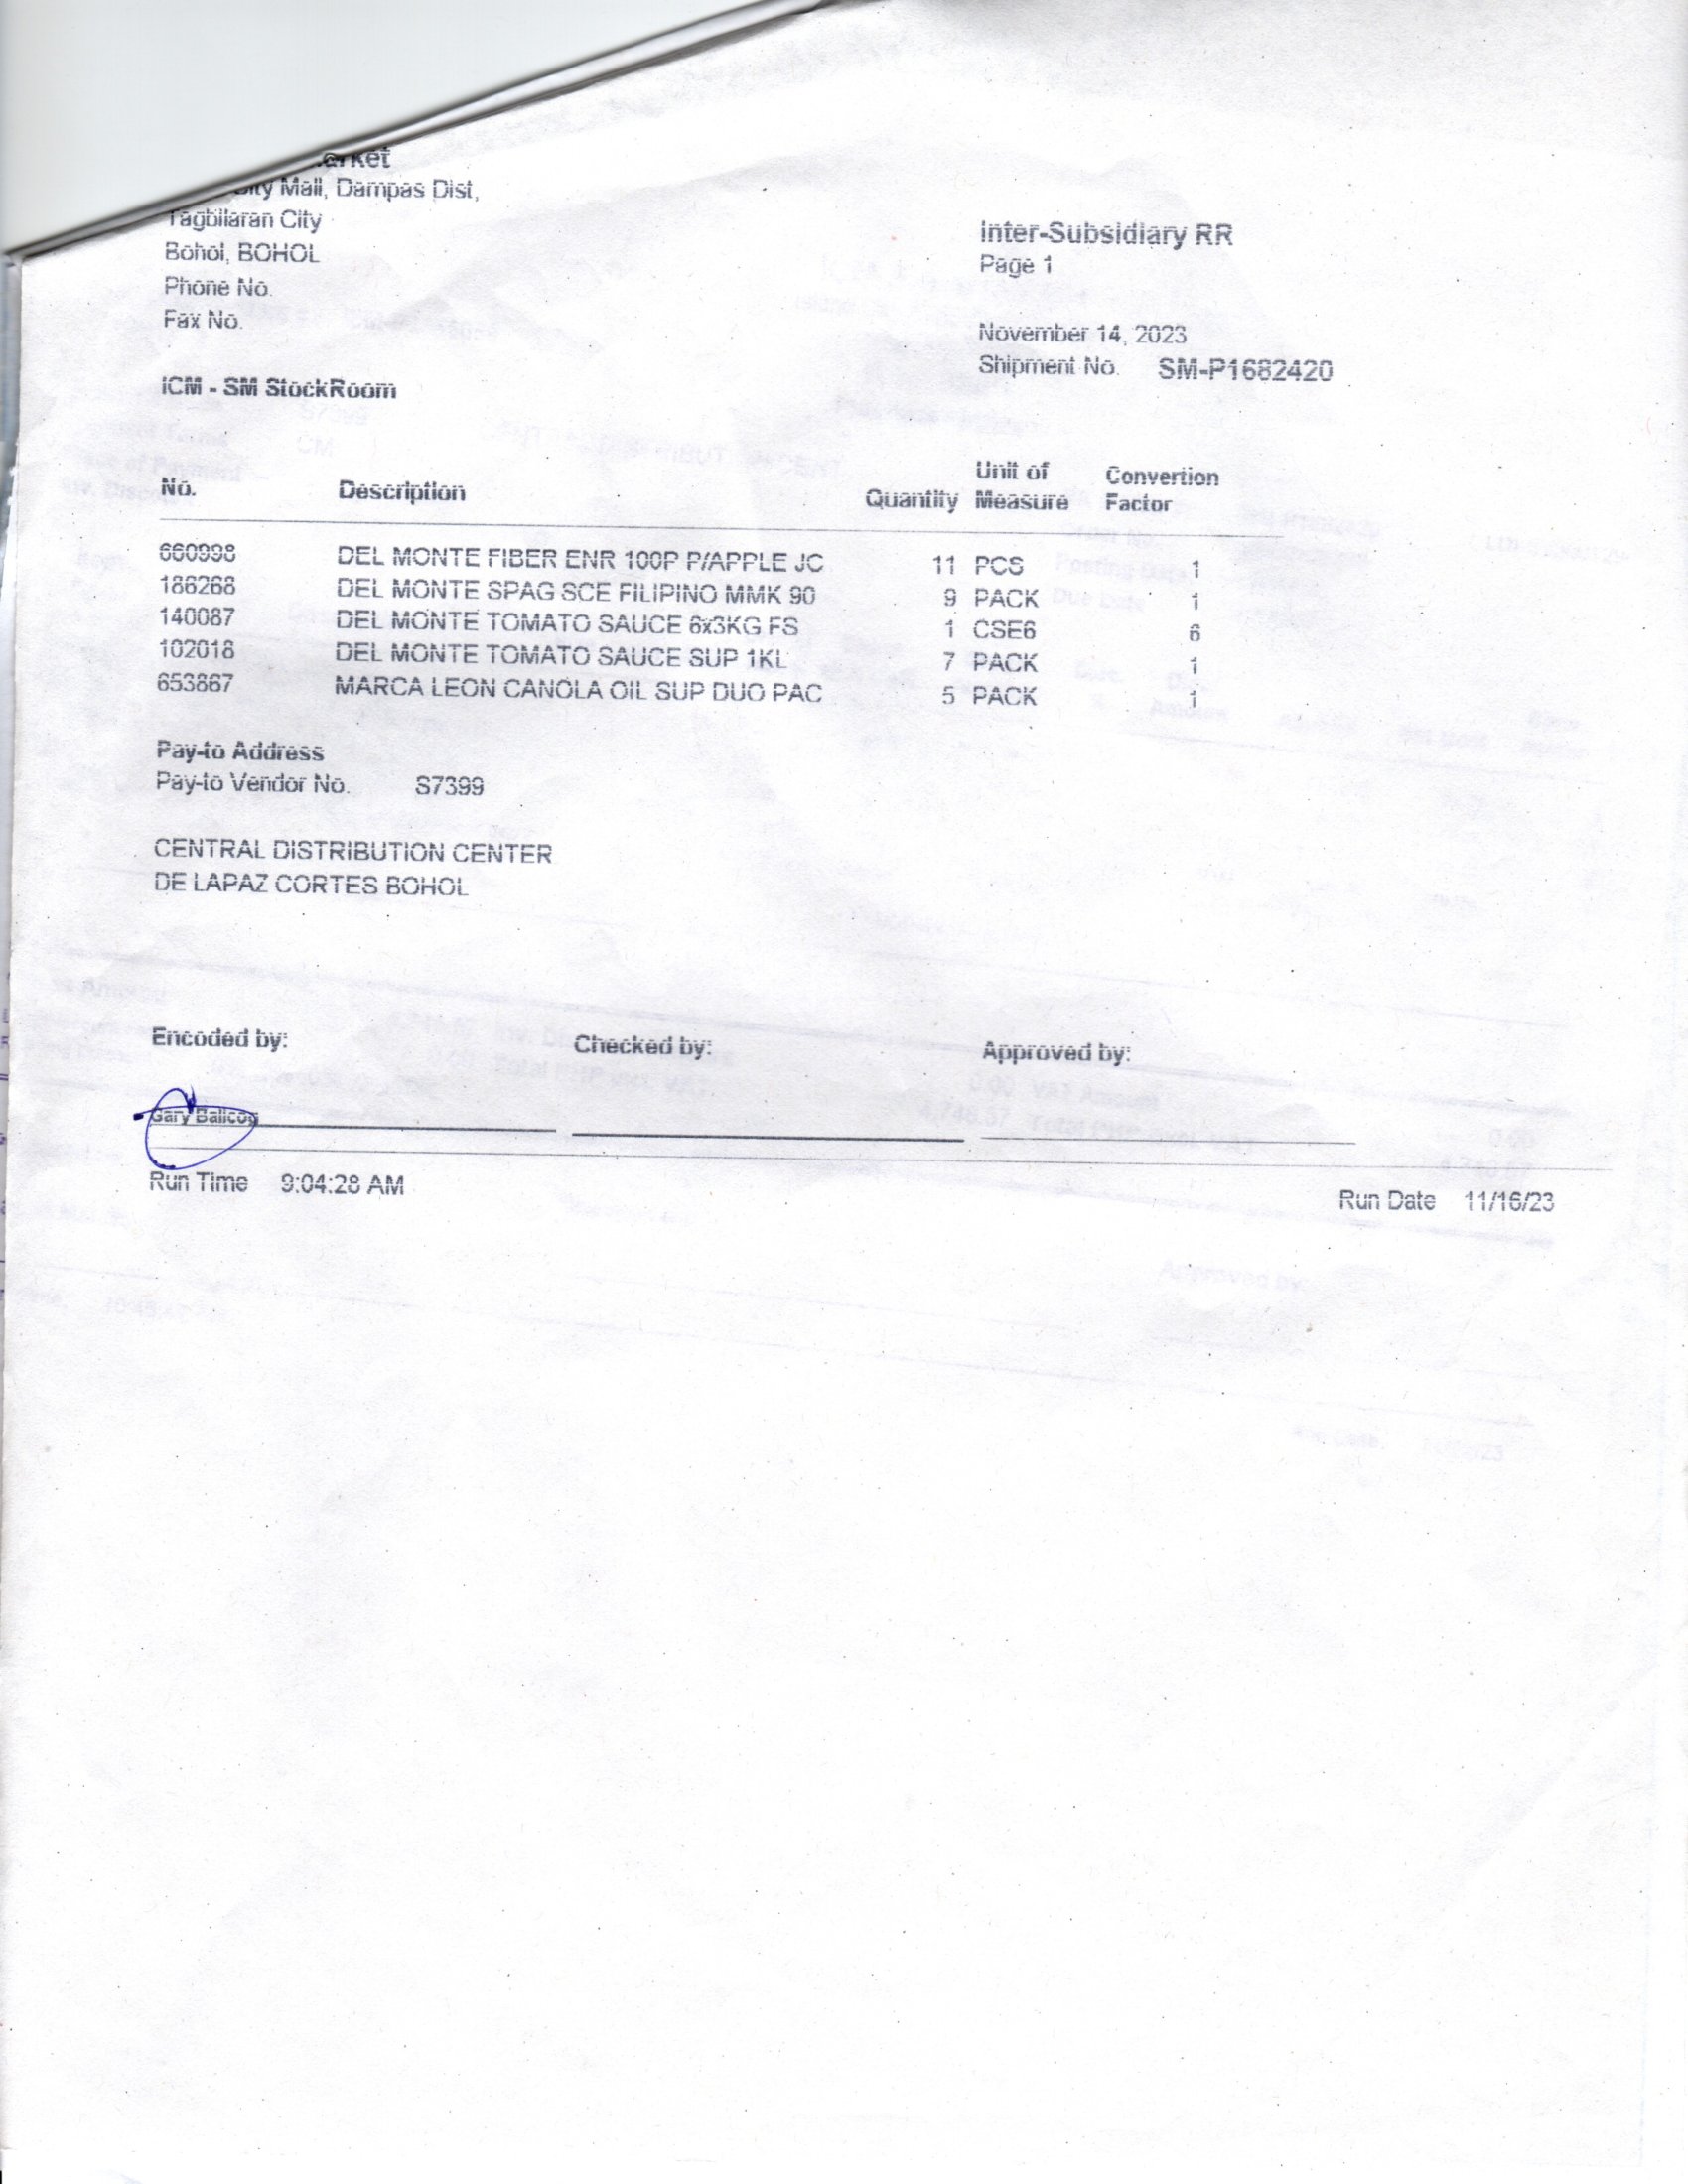 City Mall, Dampas Dist,
Tagbilaran City
Bohol, BOHOL
Phone No.
Fax No.
Inter-Subsidiary RR
Page 1
November 14, 2023
Shipment No. SM-P1682420
ICM - SM StockRoom
No. Description Quantity Unit of Measure Convertion Factor
660998 DEL MONTE FIBER ENR 100P P/APPLE JC 11 PCS 1
186268 DEL MONTE SPAG SCE FILIPINO MMK 90 9 PACK 1
140087 DEL MONTE TOMATO SAUCE 6x3KG FS 1 CSE6 6
102018 DEL MONTE TOMATO SAUCE SUP 1KL 7 PACK 1
653867 MARCA LEON CANOLA OIL SUP DUO PAC 5 PACK 1
Pay-to Address
Pay-to Vendor No. S7399
CENTRAL DISTRIBUTION CENTER
DE LAPAZ CORTES BOHOL
Encoded by: Checked by: Approved by:
Gary Balicog
Run Time 9:04:28 AM Run Date 11/16/23